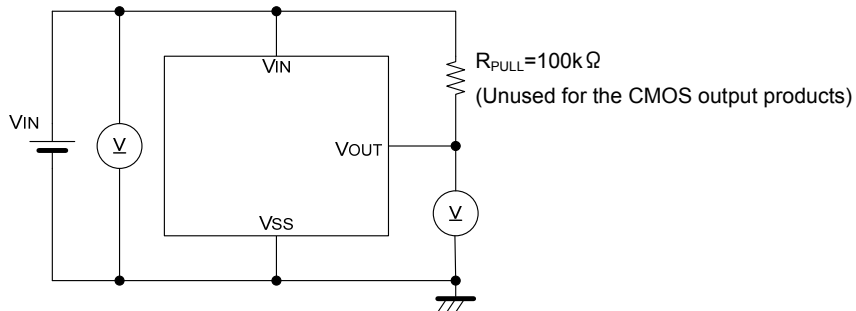 VIN
RPULL=100kΩ
(Unused for the CMOS output products)
VIN
V
VOUT
V
VSS